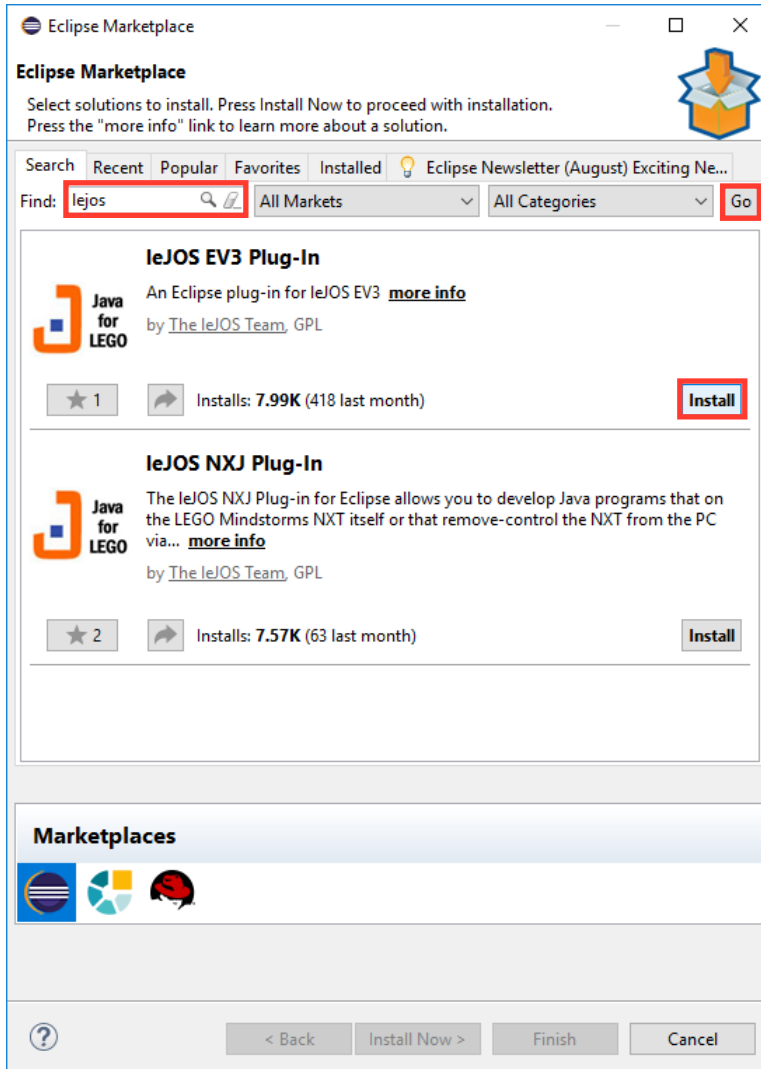 Eclipse Marketplace
Eclipse Marketplace
Select solutions to install. Press Install Now to proceed with installation.
Press the "more info" link to learn more about a solution.
Search Recent Popular Favorites Installed Eclipse Newsletter (August) Exciting Ne...
Find: lejos All Markets All Categories Go
leJOS EV3 Plug-In
An Eclipse plug-in for leJOS EV3 more info
by The leJOS Team, GPL
Java
for
LEGO
1 Installs: 7.99K (418 last month) Install
leJOS NXJ Plug-In
The leJOS NXJ Plug-in for Eclipse allows you to develop Java programs that on
the LEGO Mindstorms NXT itself or that remove-control the NXT from the PC
via... more info
by The leJOS Team, GPL
Java
for
LEGO
2 Installs: 7.57K (63 last month) Install
Marketplaces
? < Back Install Now > Finish Cancel